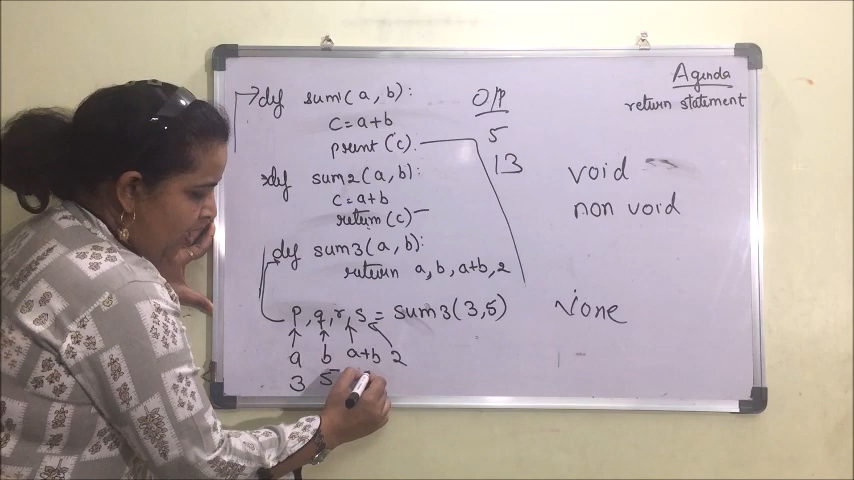 Agenda
return statement
def sum1(a, b):
c=a+b
print(c).
def sum2(a, b):
c=a+b
return(c)
def sum3(a, b):
return a, b, a+b, 2
p, q, r, s = sum3(3,5)
a b a+b 2
3 5
O/P
5
13
void
non void
None